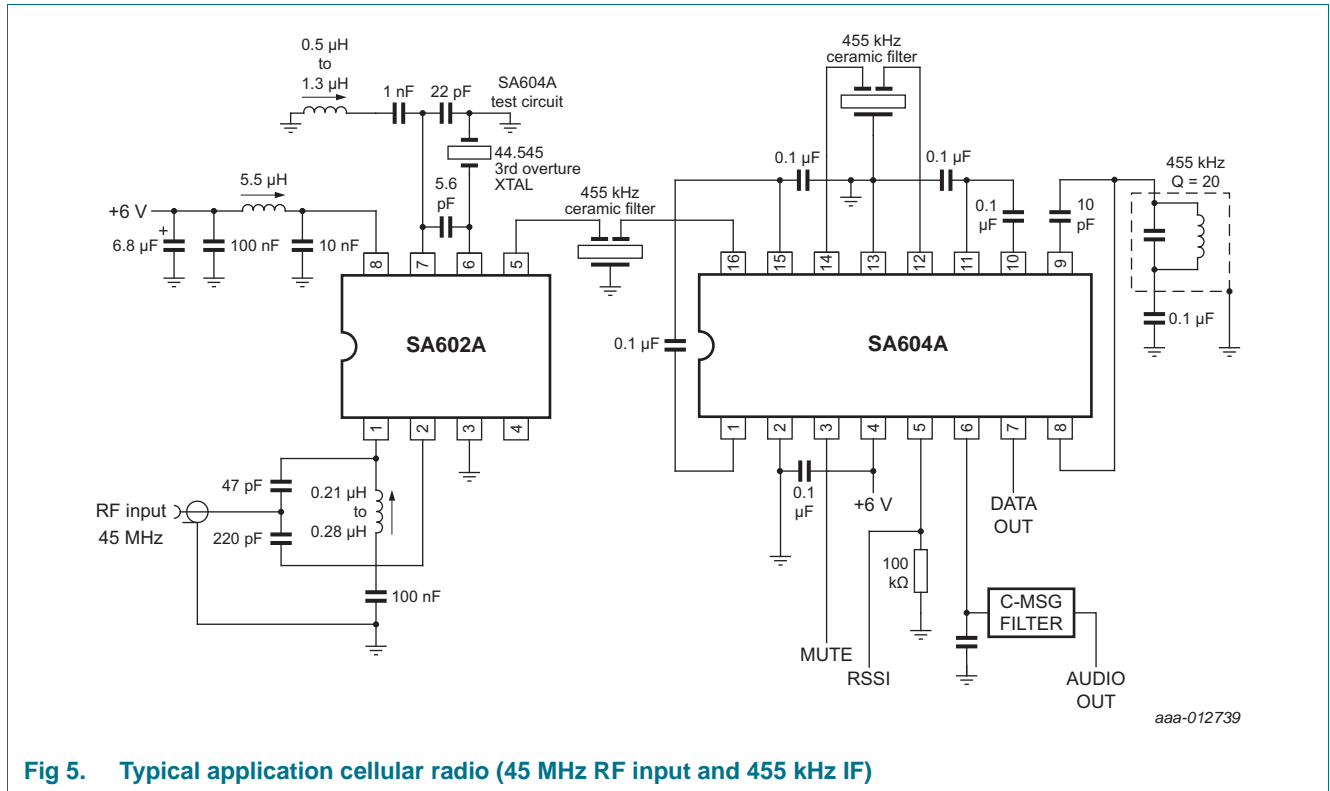 0.5 µH
to
1.3 µH
1 nF
22 pF
SA604A
test circuit
44.545
3rd overture
XTAL
455 kHz
ceramic filter
+6 V
5.5 µH
6.8 µF
+
100 nF
10 nF
5.6
pF
455 kHz
ceramic filter
0.1 µF
0.1 µF
0.1
µF
10
pF
455 kHz
Q = 20
0.1 µF
8
7
6
5
SA602A
1
2
3
4
0.1 µF
16
15
14
13
12
11
10
9
SA604A
1
2
3
4
5
6
7
8
RF input
45 MHz
47 pF
220 pF
0.21 µH
to
0.28 µH
100 nF
0.1
µF
+6 V
MUTE
RSSI
100
kΩ
DATA
OUT
C-MSG
FILTER
AUDIO
OUT
aaa-012739
Fig 5. Typical application cellular radio (45 MHz RF input and 455 kHz IF)